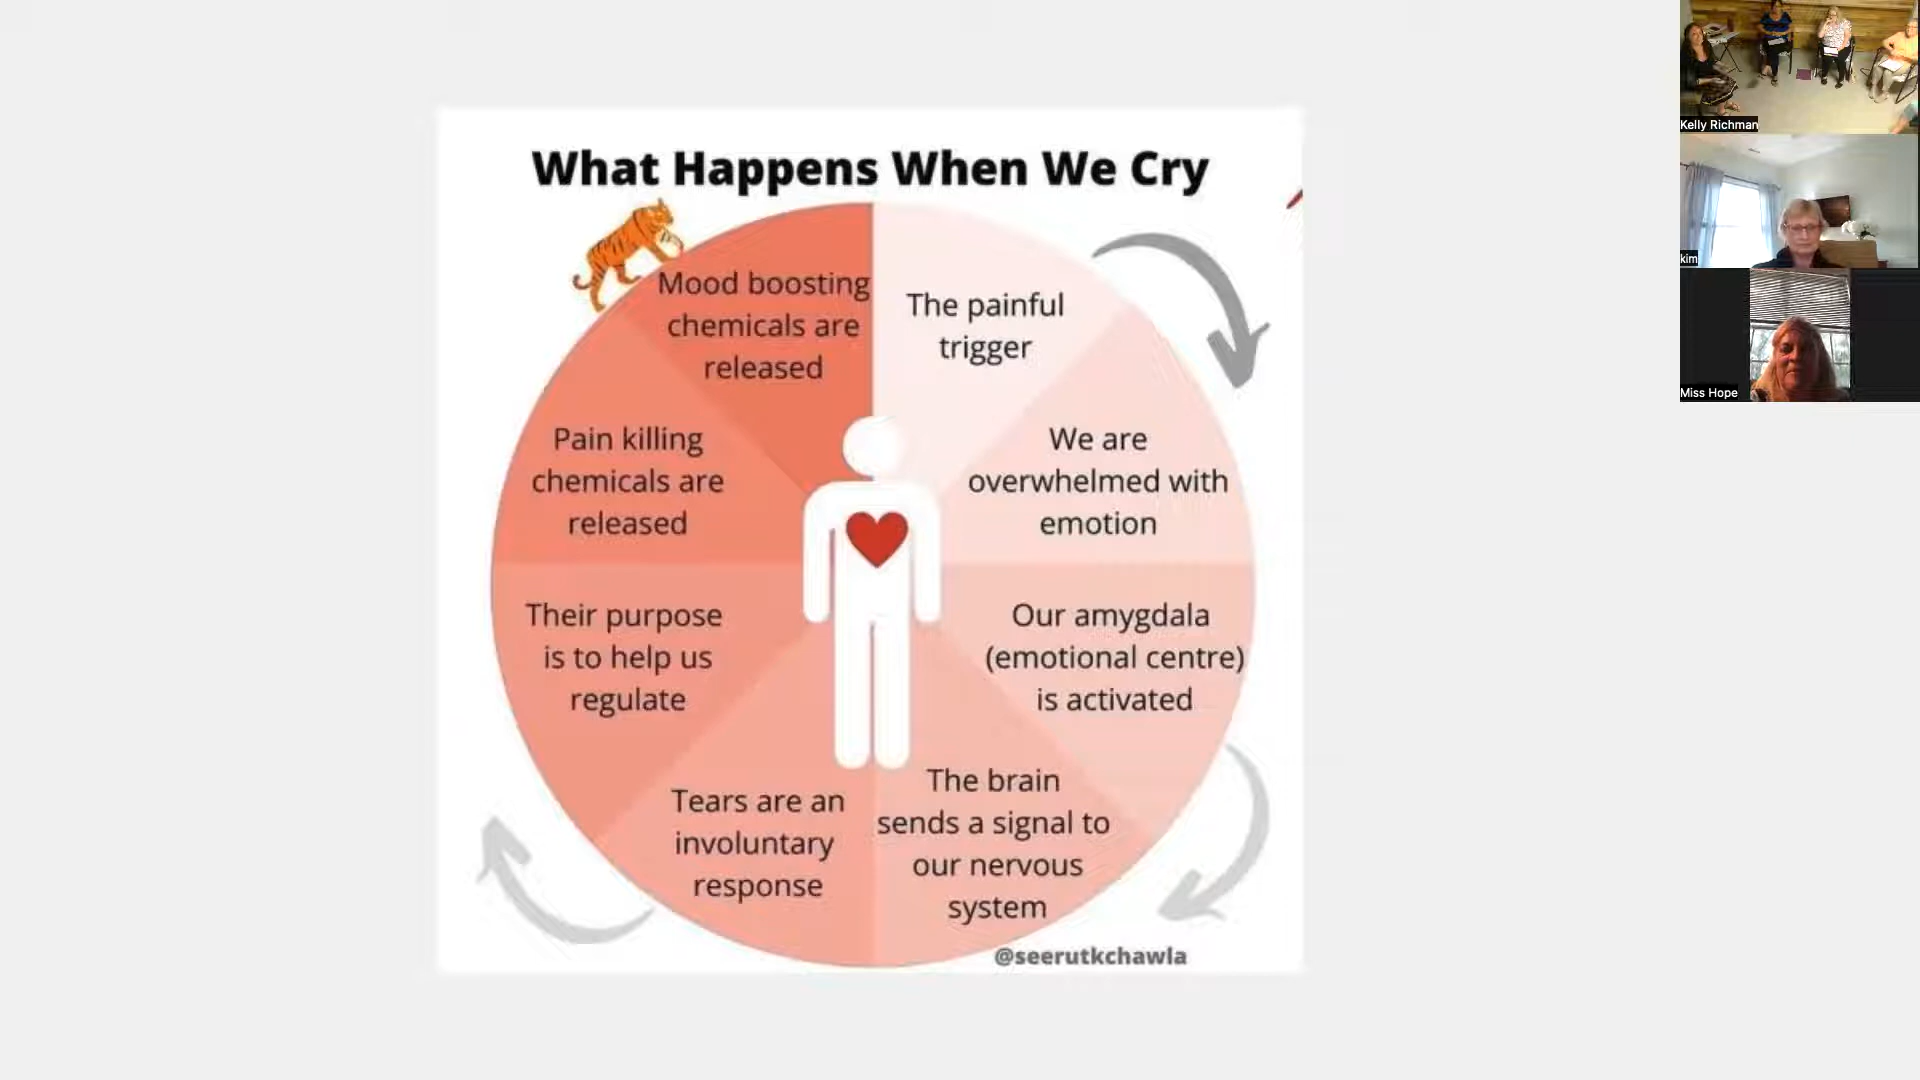 What Happens When We Cry
The painful
trigger
We are
overwhelmed with
emotion
Our amygdala
(emotional centre)
is activated
The brain
sends a signal to
our nervous
system
Tears are an
involuntary
response
Their purpose
is to help us
regulate
Pain killing
chemicals are
released
Mood boosting
chemicals are
released
@seerutkchawla
Kelly Richman
kim
Miss Hope